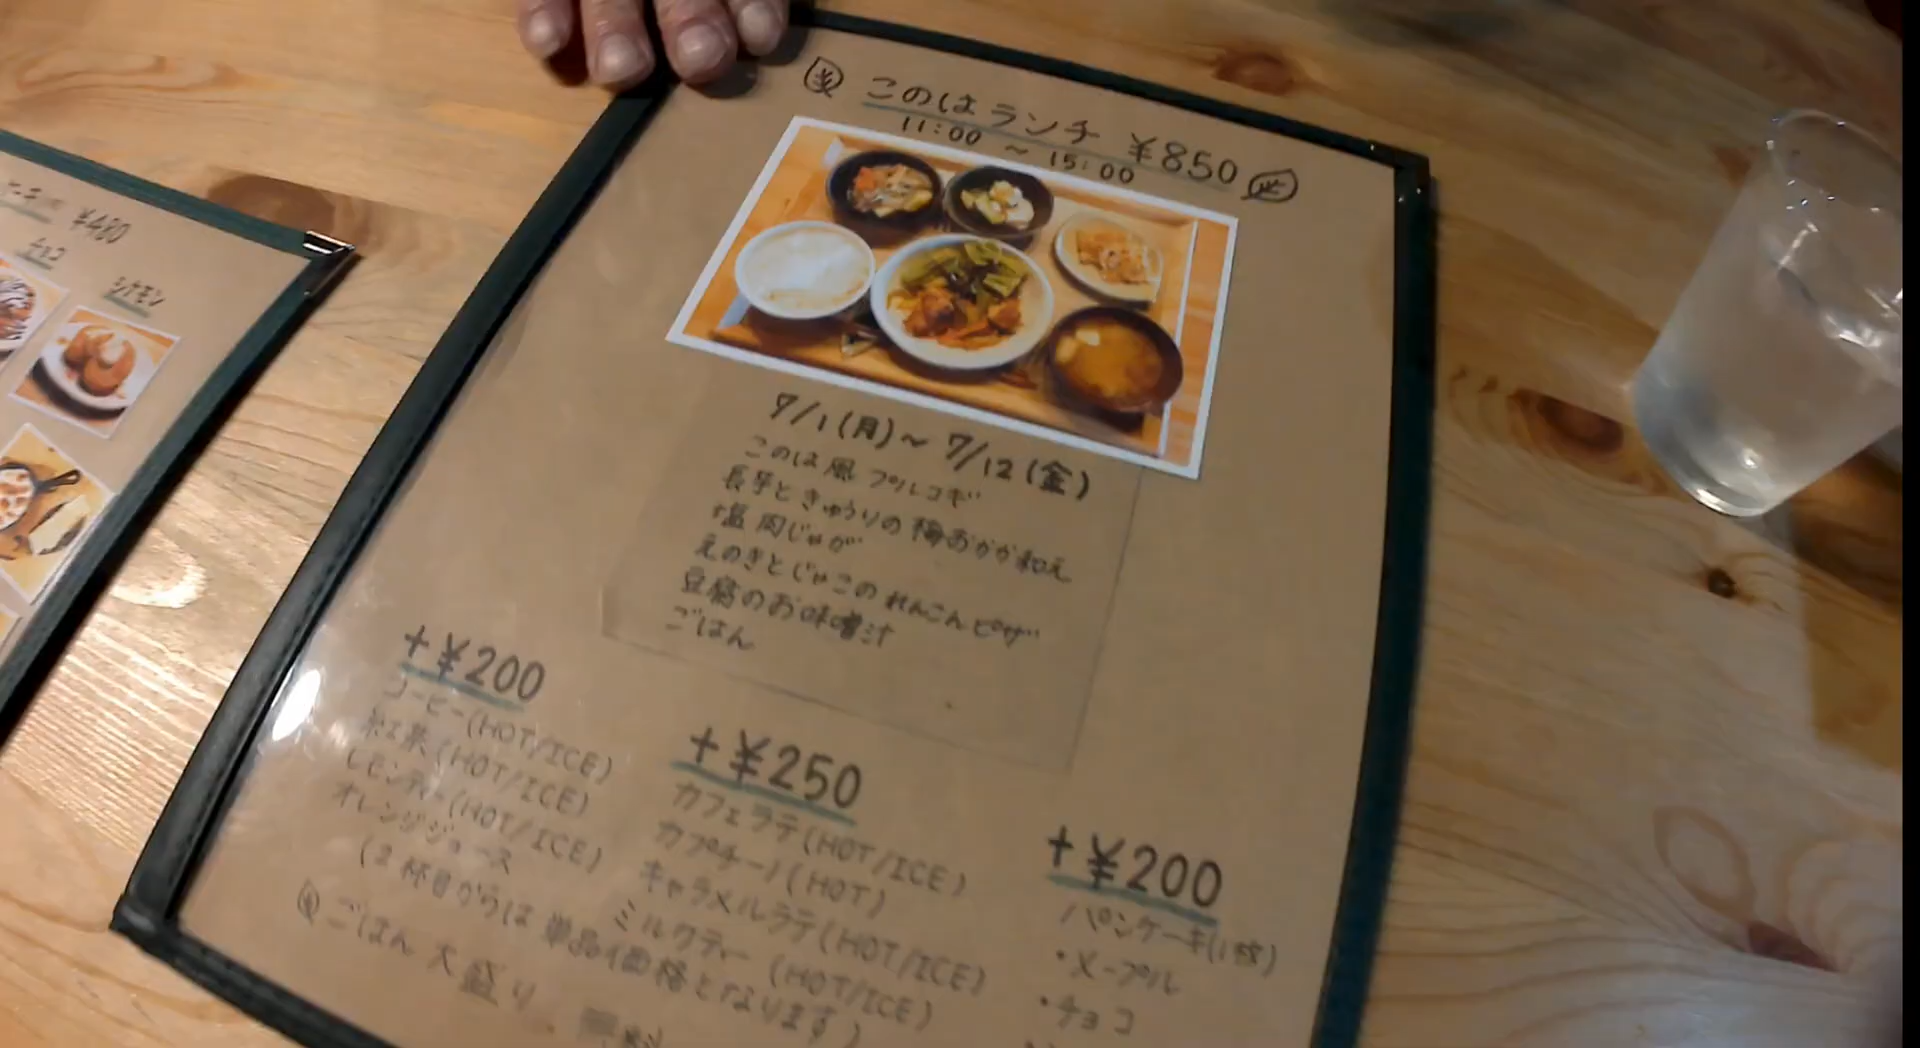 このはランチ ¥850
11:00 ~ 15:00
7/1(月)~7/12(金)
このは風 プルコギ
長芋ときゅうりの梅おかか和え
塩肉じゃが
えのきとじゃこのれんこんピザ
豆腐のお味噌汁
ごはん
+¥200
コーヒー(HOT/ICE)
紅茶(HOT/ICE)
レモンティー(HOT/ICE)
オレンジジュース
(2杯目からは単品価格となります)
ごはん大盛り、無料
+¥250
カフェラテ(HOT/ICE)
カプチーノ(HOT)
キャラメルラテ(HOT/ICE)
ミルクティー(HOT/ICE)
+¥200
パンケーキ(1枚)
・メープル
・チョコ
¥480
チョコ
シナモン